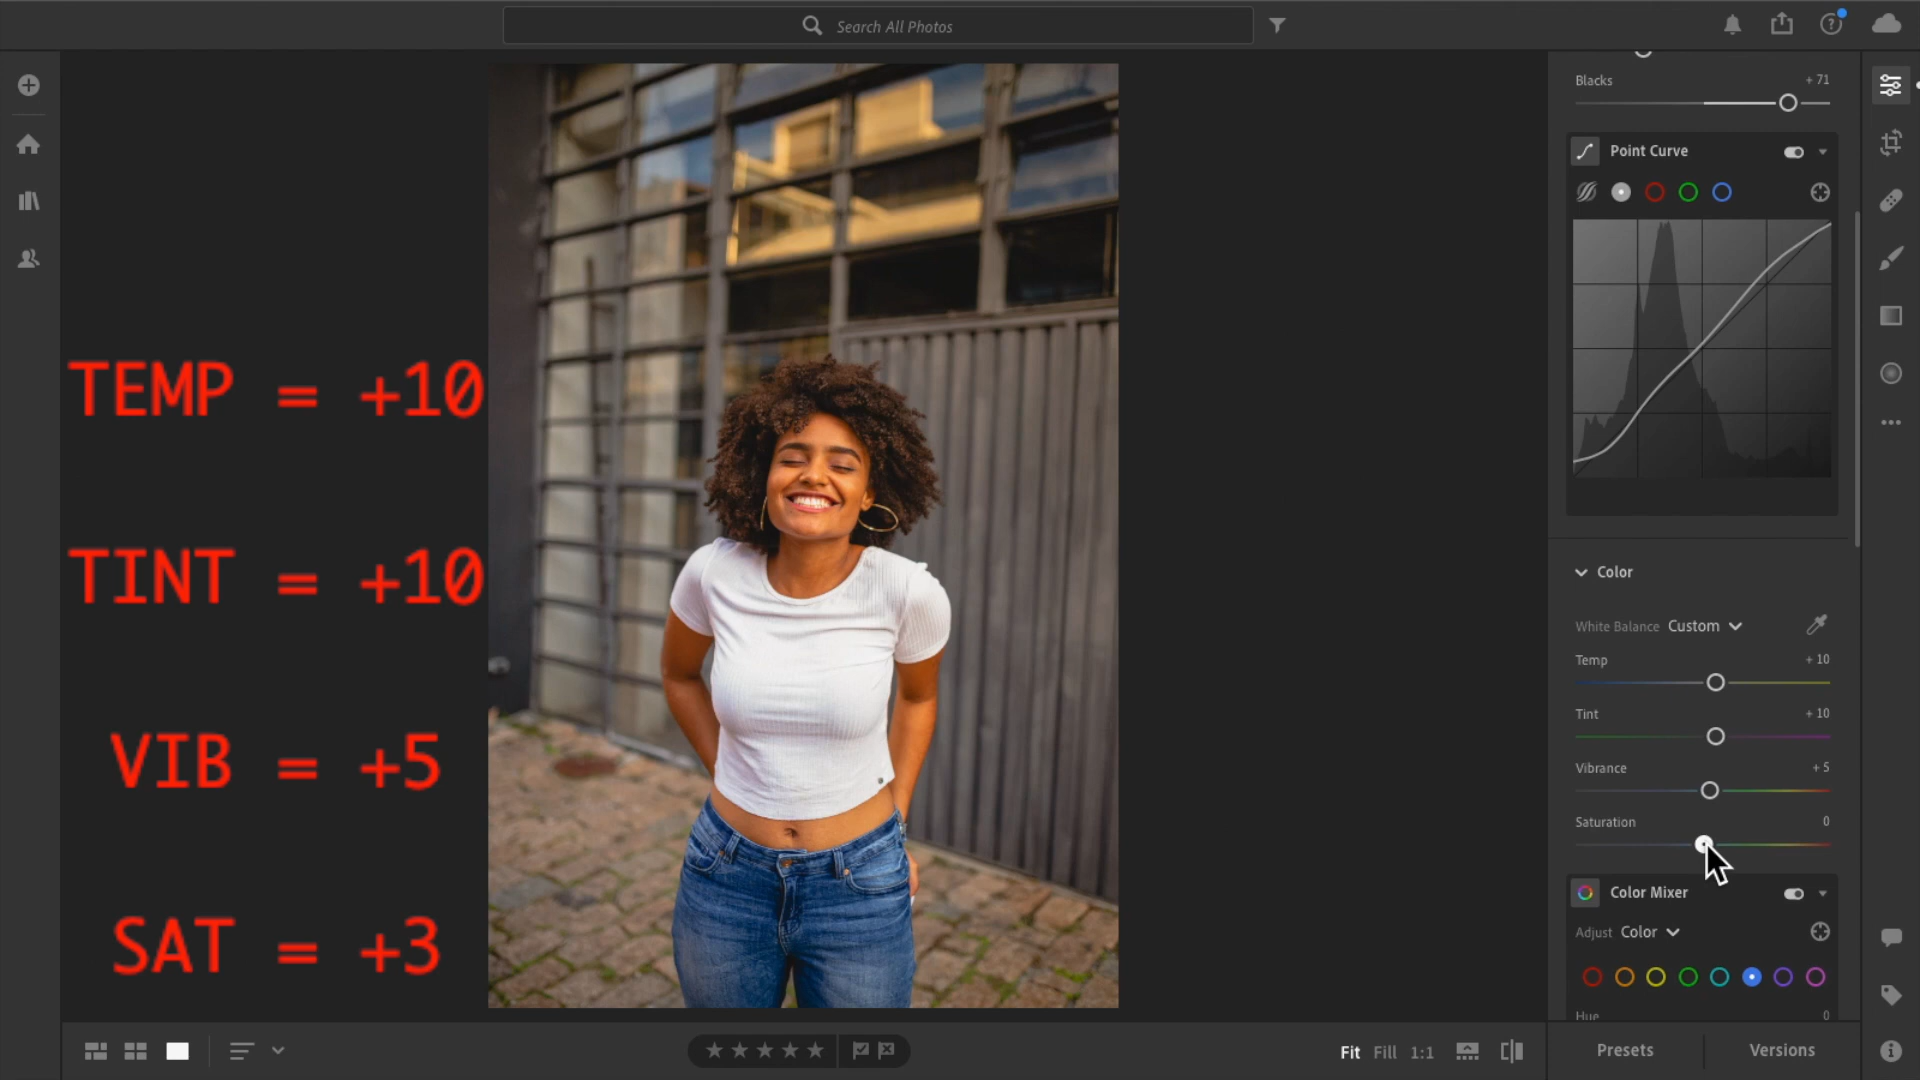 Search All Photos
TEMP = +10
TINT = +10
VIB = +5
SAT = +3
Blacks + 71
Point Curve
Color
White Balance Custom
Temp + 10
Tint + 10
Vibrance + 5
Saturation 0
Color Mixer
Adjust Color
Hue 0
Fit Fill 1:1
Presets Versions